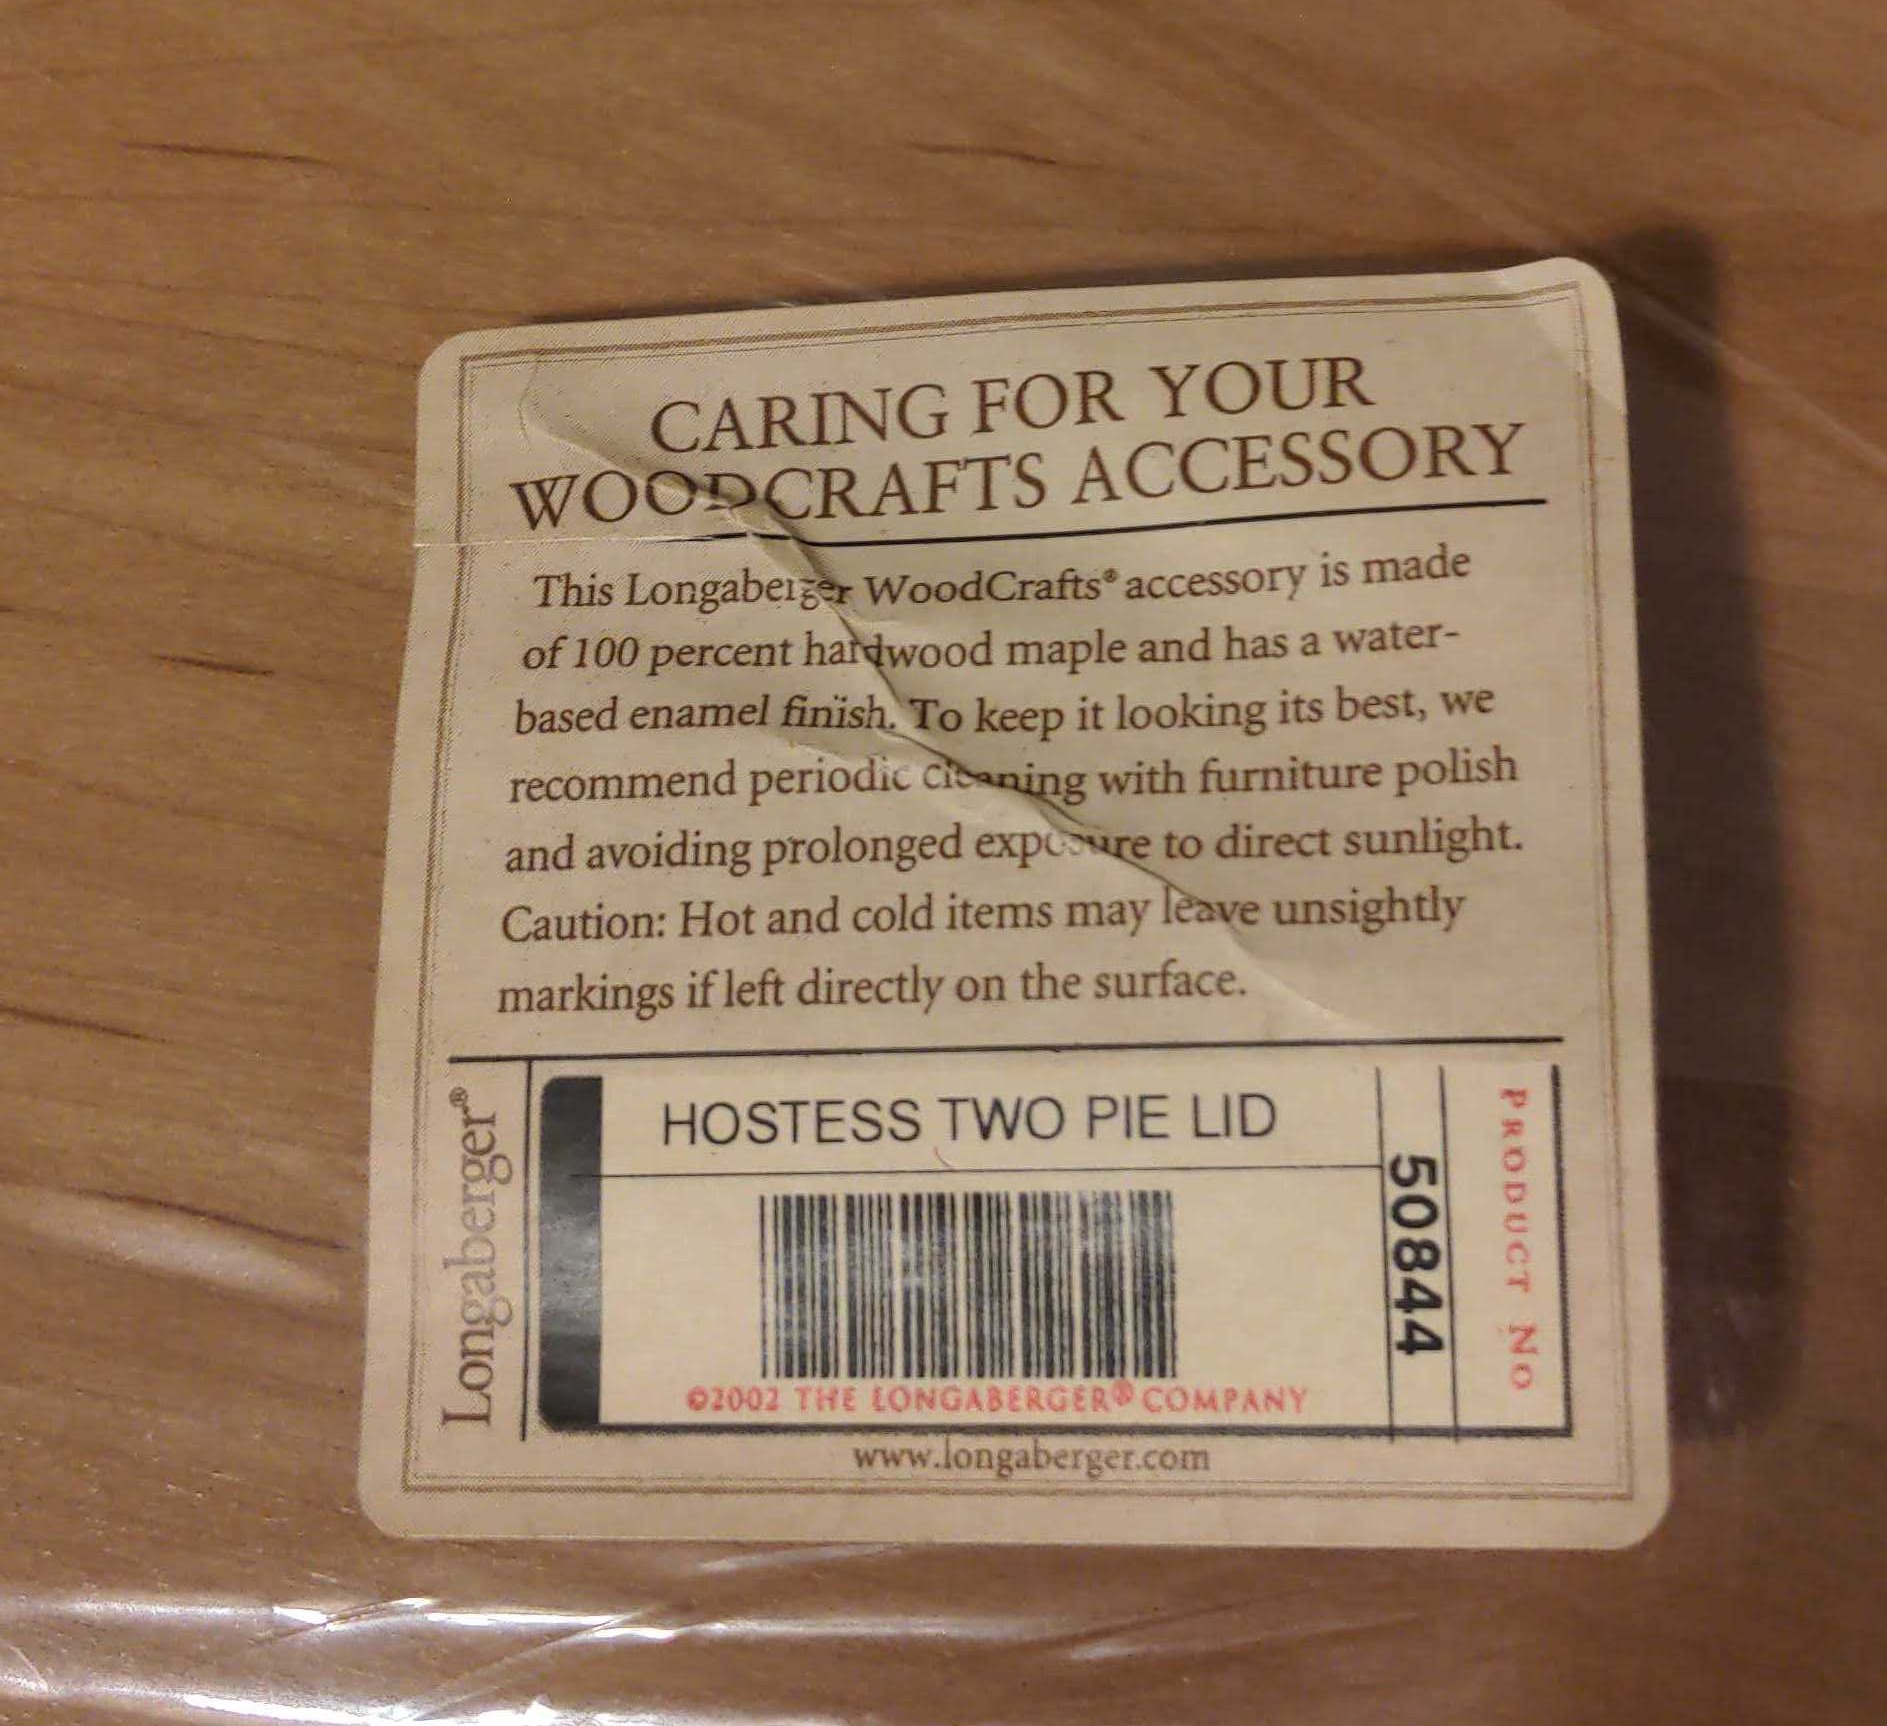 CARING FOR YOUR
WOODCRAFTS ACCESSORY
This Longaberger WoodCrafts® accessory is made
of 100 percent hardwood maple and has a water-
based enamel finish. To keep it looking its best, we
recommend periodic cleaning with furniture polish
and avoiding prolonged exposure to direct sunlight.
Caution: Hot and cold items may leave unsightly
markings if left directly on the surface.
Longaberger®
HOSTESS TWO PIE LID
50844
PRODUCT NO
©2002 THE LONGABERGER® COMPANY
www.longaberger.com